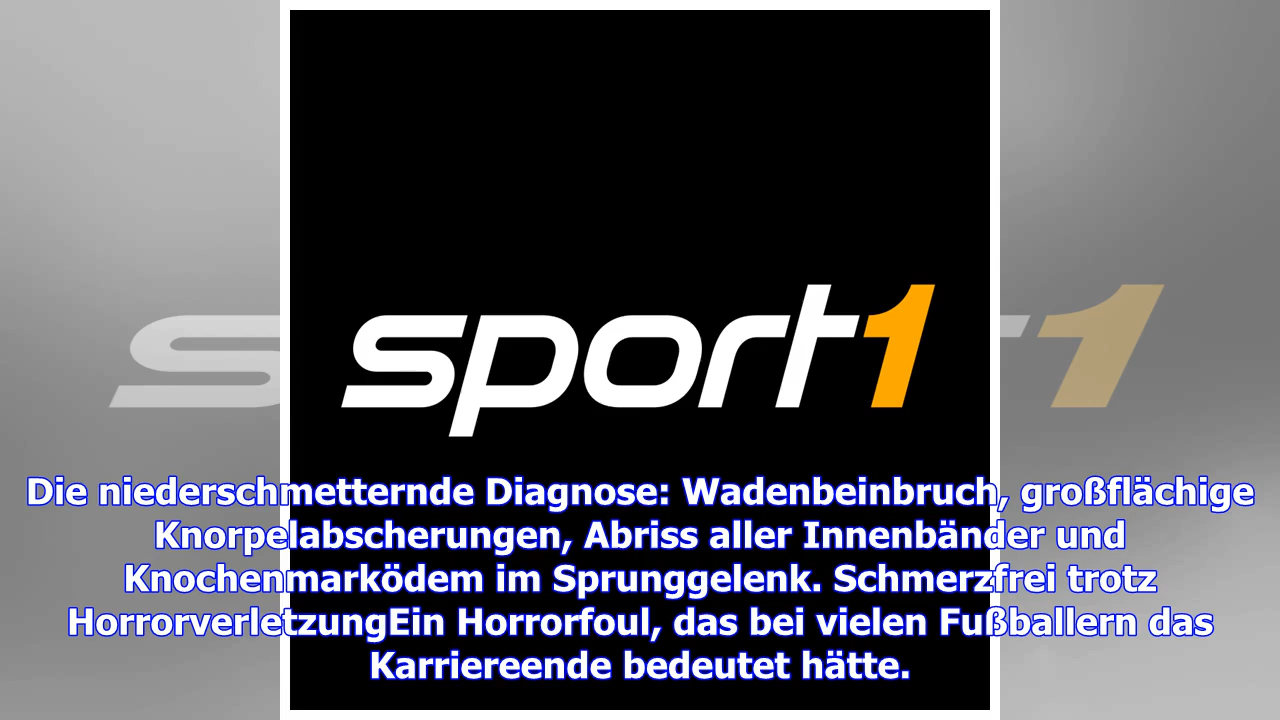 sport1
Die niederschmetternde Diagnose: Wadenbeinbruch, großflächige
Knorpelabscherungen, Abriss aller Innenbänder und
Knochenmarködem im Sprunggelenk. Schmerzfrei trotz
HorrorverletzungEin Horrorfoul, das bei vielen Fußballern das
Karriereende bedeutet hätte.